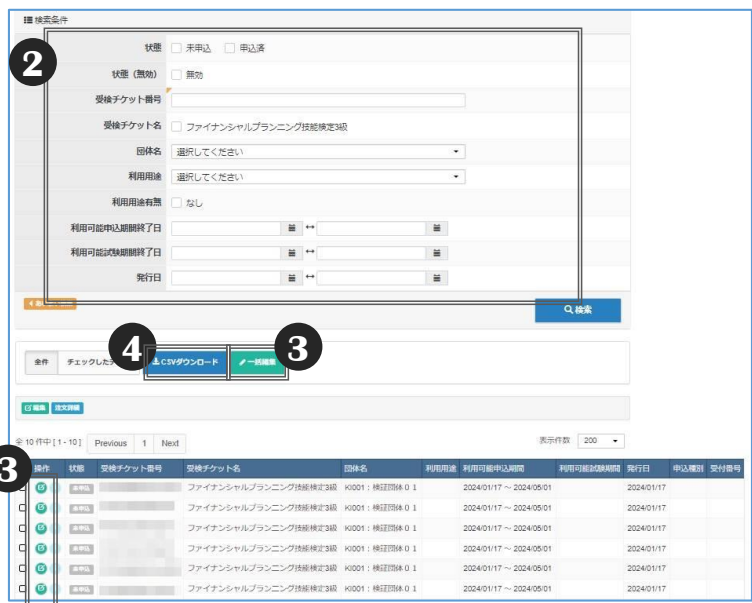 検索条件
2
状態 未申込 申込済
状態（無効） 無効
受検チケット番号
受検チケット名 ファイナンシャルプランニング技能検定3級
団体名 選択してください
利用用途 選択してください
利用用途有無 なし
利用可能申込期間終了日 ↔
利用可能試験期間終了日 ↔
発行日 ↔
検索
4 3
全件 チェックした CSVダウンロード 一括編集
編集 注文詳細
全 10 件中 [ 1 - 10 ] Previous 1 Next 表示件数 200
3
操作 状態 受検チケット番号 受検チケット名 団体名 利用用途 利用可能申込期間 利用可能試験期間 発行日 申込種別 受付番号
未申込 ファイナンシャルプランニング技能検定3級 KI001：検証団体０１ 2024/01/17 ～ 2024/05/01 2024/01/17
未申込 ファイナンシャルプランニング技能検定3級 KI001：検証団体０１ 2024/01/17 ～ 2024/05/01 2024/01/17
未申込 ファイナンシャルプランニング技能検定3級 KI001：検証団体０１ 2024/01/17 ～ 2024/05/01 2024/01/17
未申込 ファイナンシャルプランニング技能検定3級 KI001：検証団体０１ 2024/01/17 ～ 2024/05/01 2024/01/17
未申込 ファイナンシャルプランニング技能検定3級 KI001：検証団体０１ 2024/01/17 ～ 2024/05/01 2024/01/17
未申込 ファイナンシャルプランニング技能検定3級 KI001：検証団体０１ 2024/01/17 ～ 2024/05/01 2024/01/17